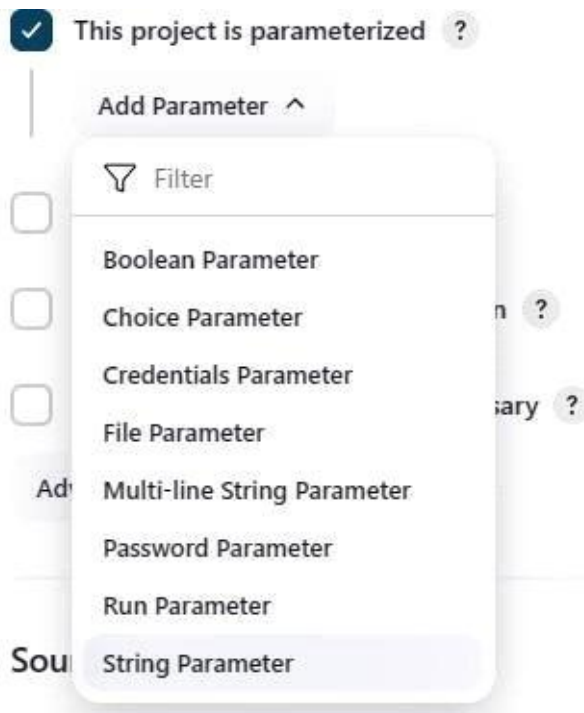 This project is parameterized ?
Add Parameter
Filter
Boolean Parameter
Choice Parameter
n ?
Credentials Parameter
sary ?
File Parameter
Adv
Multi-line String Parameter
Password Parameter
Run Parameter
Sou
String Parameter